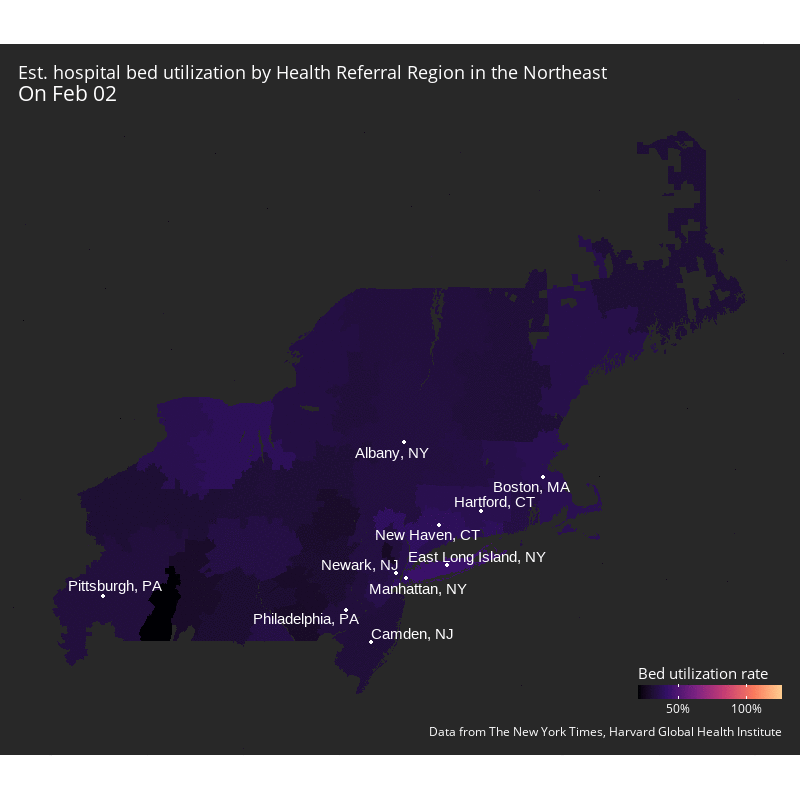 Est. hospital bed utilization by Health Referral Region in the Northeast
On Feb 02
Albany, NY
Boston, MA
Hartford, CT
New Haven, CT
East Long Island, NY
Newark, NJ
Pittsburgh, PA
Manhattan, NY
Philadelphia, PA
Camden, NJ
Bed utilization rate
50% 100%
Data from The New York Times, Harvard Global Health Institute